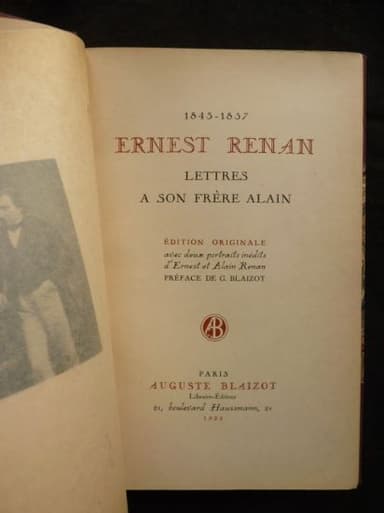 1843-1857
ERNEST RENAN
LETTRES
A SON FRÈRE ALAIN
ÉDITION ORIGINALE
avec deux portraits inédits
d'Ernest et Alain Renan
PRÉFACE DE G. BLAIZOT
AB
PARIS
AUGUSTE BLAIZOT
Libraire-Éditeur
21, boulevard Haussmann, 21